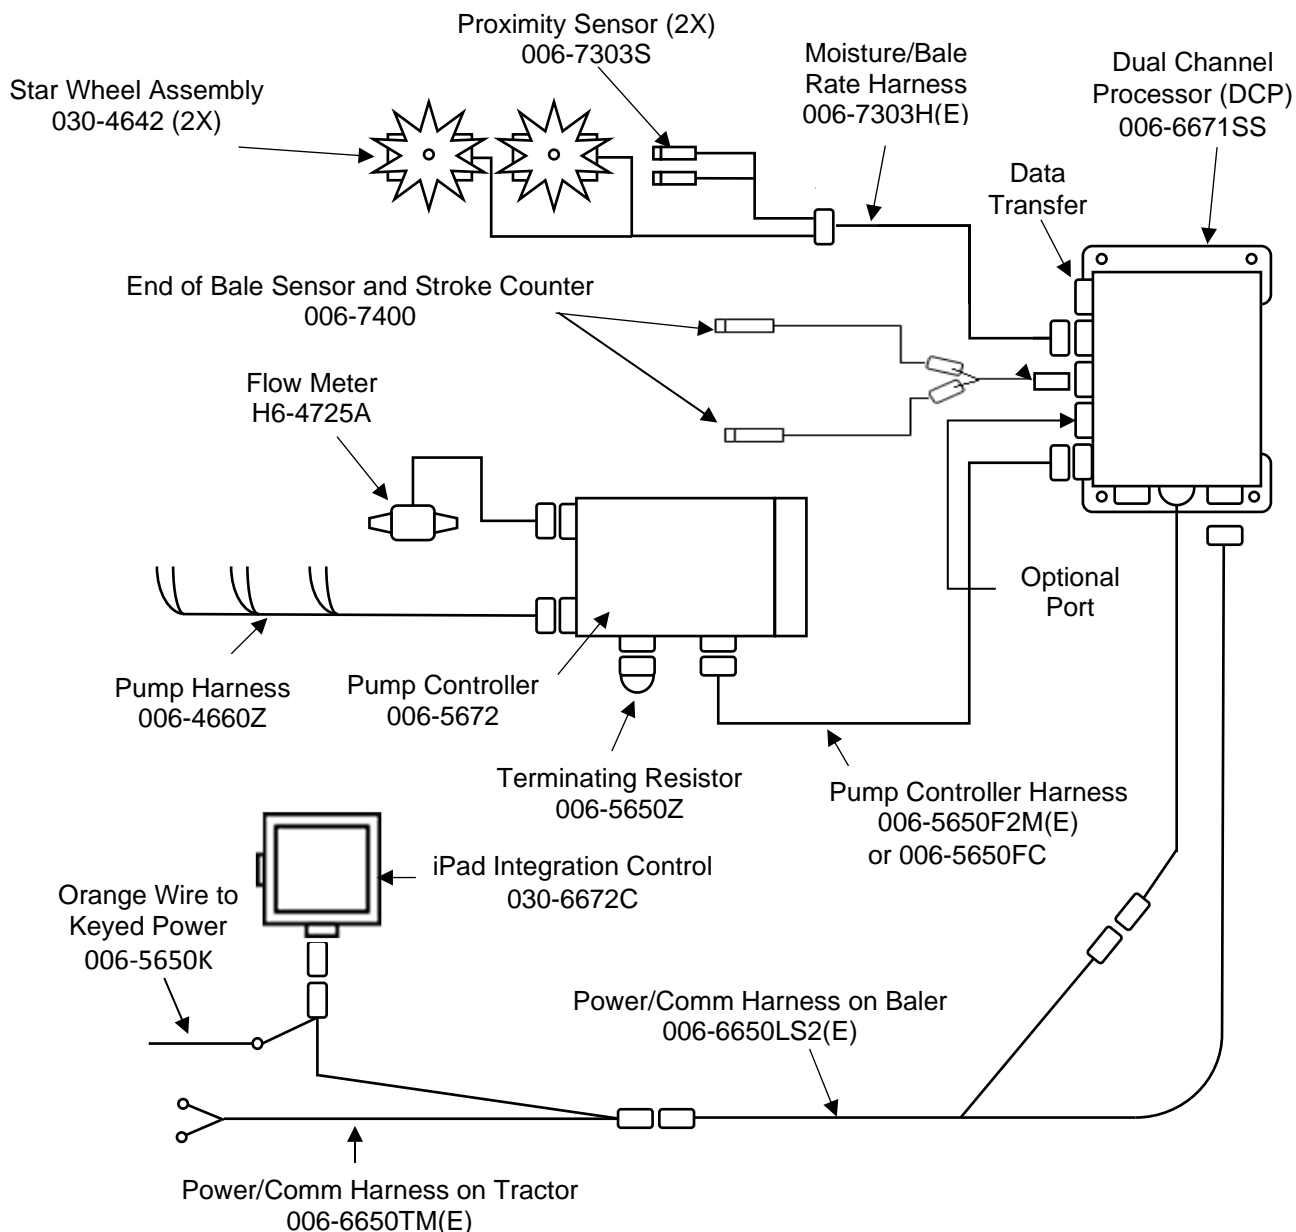 Proximity Sensor (2X)
006-7303S
Moisture/Bale
Rate Harness
006-7303H(E)
Dual Channel
Processor (DCP)
006-6671SS
Star Wheel Assembly
030-4642 (2X)
Data
Transfer
End of Bale Sensor and Stroke Counter
006-7400
Flow Meter
H6-4725A
Optional
Port
Pump Harness
006-4660Z
Pump Controller
006-5672
Terminating Resistor
006-5650Z
Pump Controller Harness
006-5650F2M(E)
or 006-5650FC
iPad Integration Control
030-6672C
Orange Wire to
Keyed Power
006-5650K
Power/Comm Harness on Baler
006-6650LS2(E)
Power/Comm Harness on Tractor
006-6650TM(E)